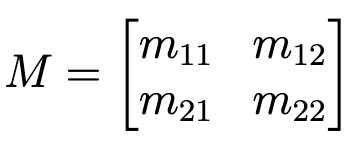 M = [m₁₁ m₁₂
m₂₁ m₂₂]